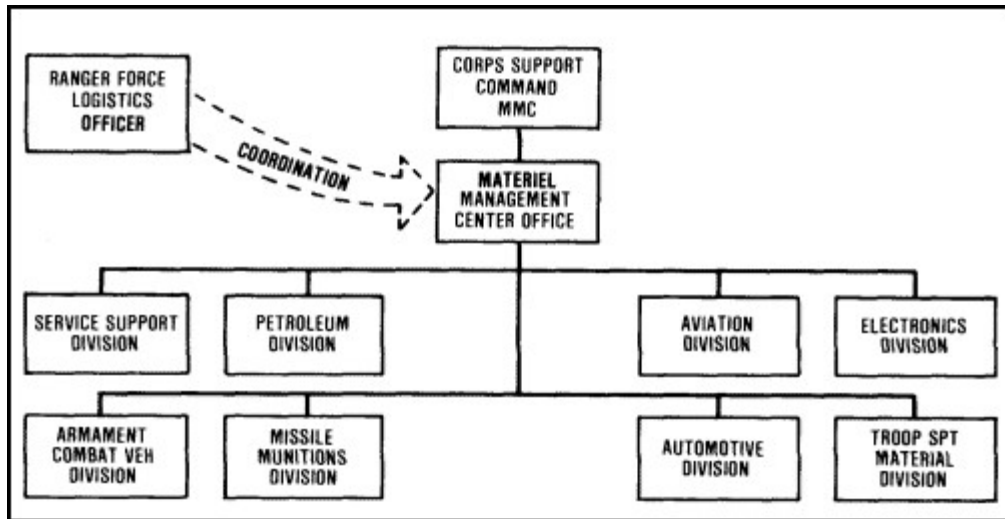 RANGER FORCE
LOGISTICS
OFFICER
COORDINATION
CORPS SUPPORT
COMMAND
MMC
MATERIEL
MANAGEMENT
CENTER OFFICE
SERVICE SUPPORT
DIVISION
PETROLEUM
DIVISION
AVIATION
DIVISION
ELECTRONICS
DIVISION
ARMAMENT
COMBAT VEH
DIVISION
MISSILE
MUNITIONS
DIVISION
AUTOMOTIVE
DIVISION
TROOP SPT
MATERIAL
DIVISION